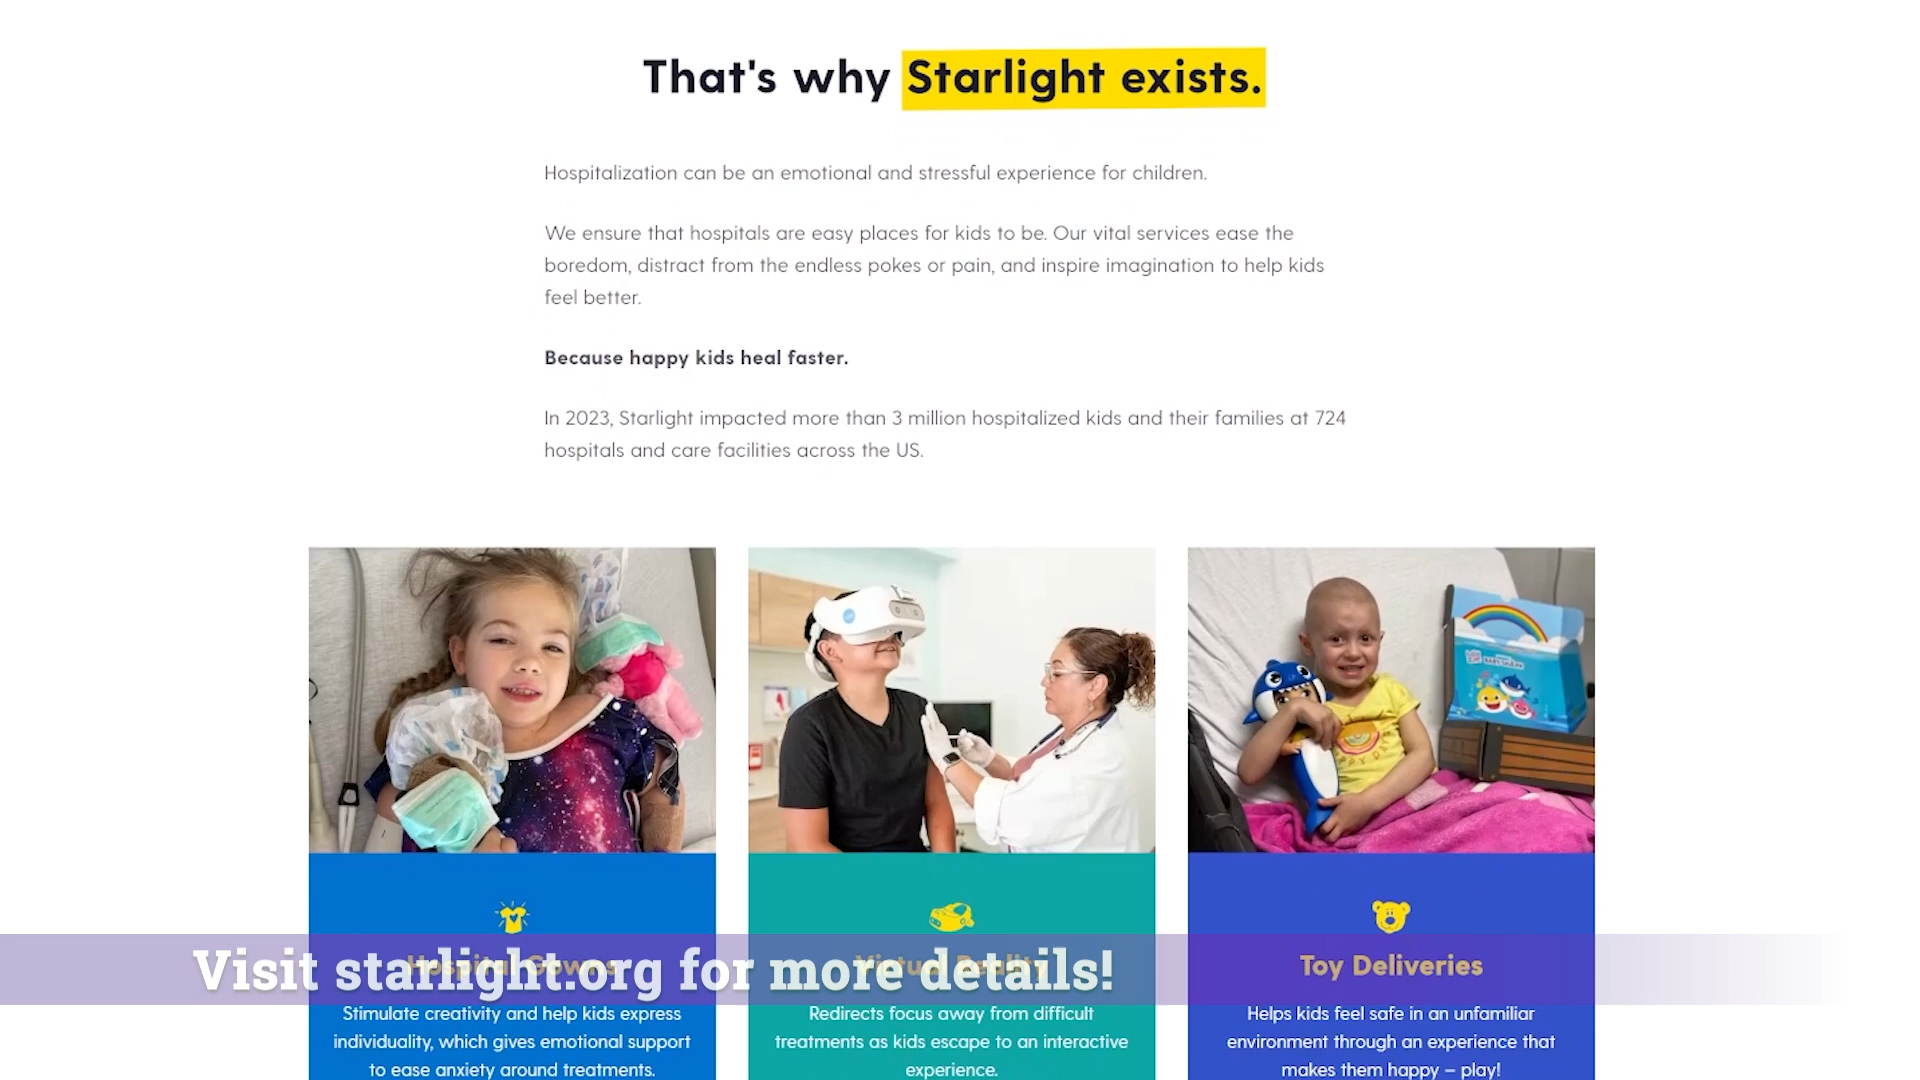 That's why Starlight exists.
Hospitalization can be an emotional and stressful experience for children.
We ensure that hospitals are easy places for kids to be. Our vital services ease the
boredom, distract from the endless pokes or pain, and inspire imagination to help kids
feel better.
Because happy kids heal faster.
In 2023, Starlight impacted more than 3 million hospitalized kids and their families at 724
hospitals and care facilities across the US.
BABY SHARK
Hospital Gowns
Virtual Reality
Toy Deliveries
Visit starlight.org for more details!
Stimulate creativity and help kids express
individuality, which gives emotional support
to ease anxiety around treatments.
Redirects focus away from difficult
treatments as kids escape to an interactive
experience.
Helps kids feel safe in an unfamiliar
environment through an experience that
makes them happy – play!